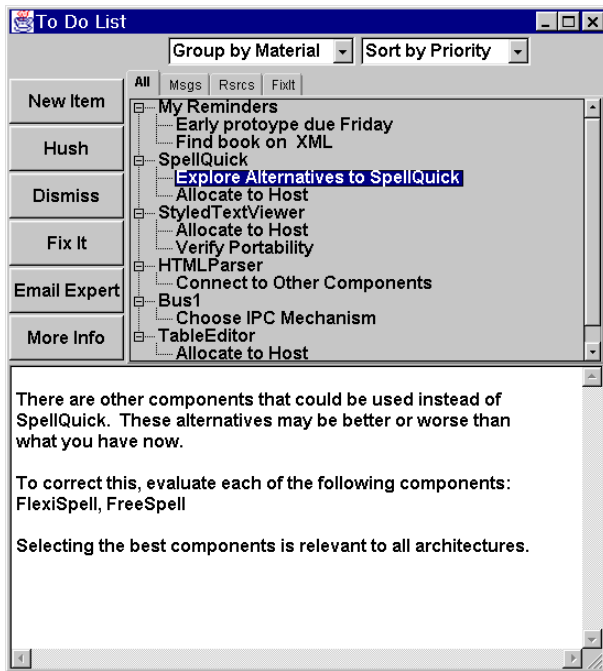 To Do List
Group by Material
Sort by Priority
New Item
Hush
Dismiss
Fix It
Email Expert
More Info
All Msgs Rsrcs FixIt
My Reminders
Early protoype due Friday
Find book on XML
SpellQuick
Explore Alternatives to SpellQuick
Allocate to Host
StyledTextViewer
Allocate to Host
Verify Portability
HTMLParser
Connect to Other Components
Bus1
Choose IPC Mechanism
TableEditor
Allocate to Host
There are other components that could be used instead of
SpellQuick. These alternatives may be better or worse than
what you have now.
To correct this, evaluate each of the following components:
FlexiSpell, FreeSpell
Selecting the best components is relevant to all architectures.